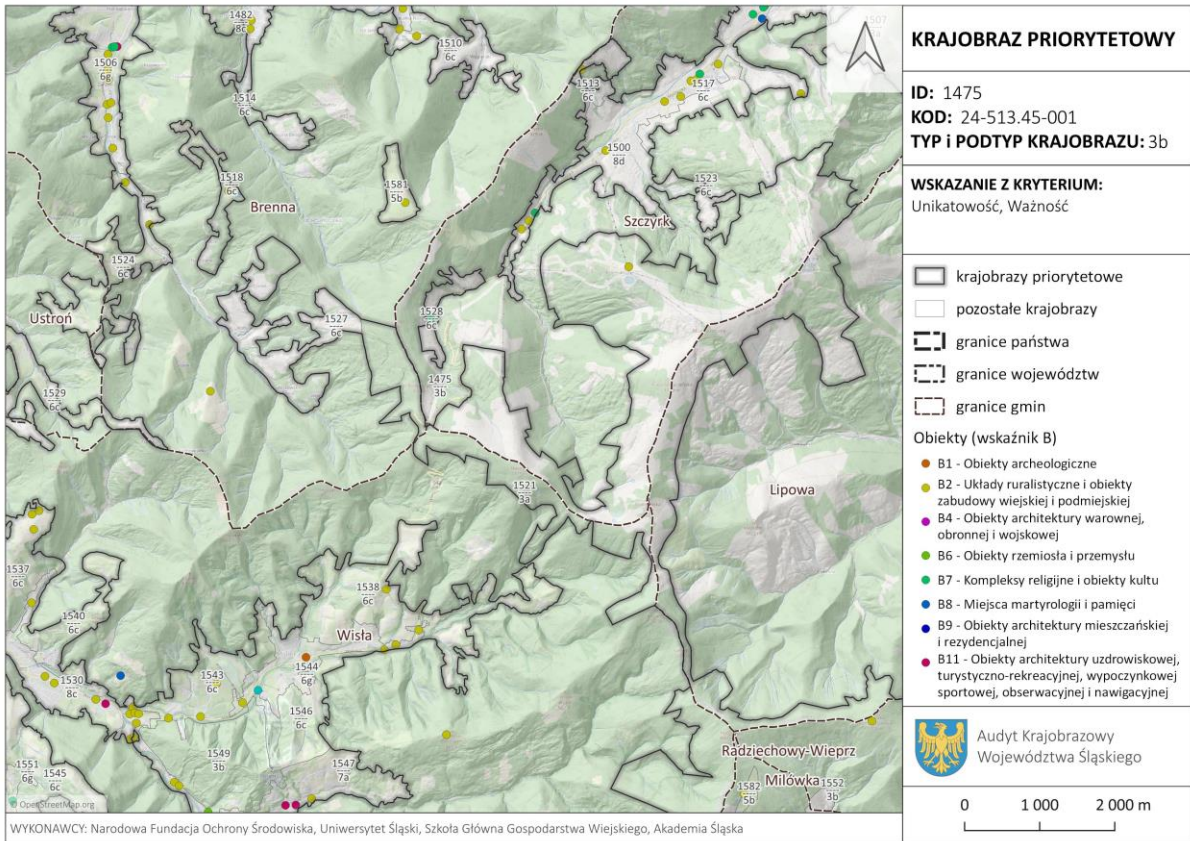 KRAJOBRAZ PRIORYTETOWY
ID: 1475
KOD: 24-513.45-001
TYP i PODTYP KRAJOBRAZU: 3b
WSKAZANIE Z KRYTERIUM:
Unikatowość, Ważność
krajobrazy priorytetowe
pozostałe krajobrazy
granice państwa
granice województw
granice gmin
Obiekty (wskaźnik B)
B1 - Obiekty archeologiczne
B2 - Układy ruralistyczne i obiekty
zabudowy wiejskiej i podmiejskiej
B4 - Obiekty architektury warownej,
obronnej i wojskowej
B6 - Obiekty rzemiosła i przemysłu
B7 - Kompleksy religijne i obiekty kultu
B8 - Miejsca martyrologii i pamięci
B9 - Obiekty architektury mieszczańskiej
i rezydencjalnej
B11 - Obiekty architektury uzdrowiskowej,
turystyczno-rekreacyjnej, wypoczynkowej
sportowej, obserwacyjnej i nawigacyjnej
Audyt Krajobrazowy
Województwa Śląskiego
0 1 000 2 000 m
1482
8c
1510
6c
1507
1506
6g
1514
6c
1513
6c
1517
6c
1500
8d
1518
6c
1581
5b
1523
6c
Brenna
Szczyrk
1524
6c
Ustroń
1527
6c
1528
6c
1475
3b
1529
6c
1521
3a
Lipowa
1537
6c
1538
6c
1540
6c
Wisła
1544
6g
1543
6c
1530
8c
1546
6c
1549
3b
1547
7a
1551
6g
1545
6c
Radziechowy-Wieprz
Milówka
1582
5b
1552
3b
© OpenStreetMap.org
WYKONAWCY: Narodowa Fundacja Ochrony Środowiska, Uniwersytet Śląski, Szkoła Główna Gospodarstwa Wiejskiego, Akademia Śląska